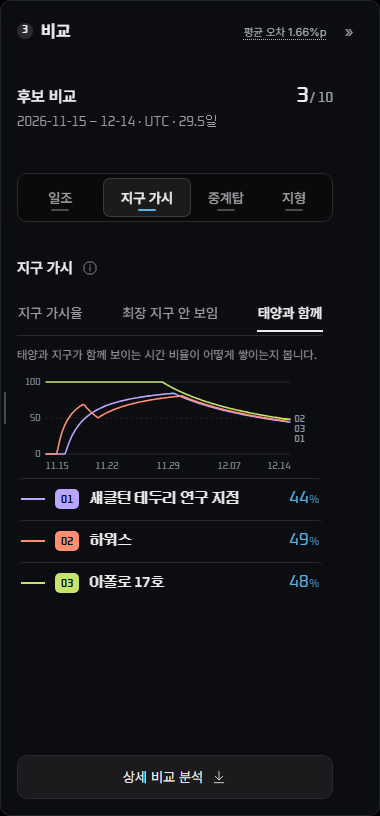 3 비교 평균 오차 1.66%p »
후보 비교 3 / 10
2026-11-15 – 12-14 · UTC · 29.5일
일조 지구 가시 중계탑 지형
지구 가시
지구 가시율 최장 지구 안 보임 태양과 함께
태양과 지구가 함께 보이는 시간 비율이 어떻게 쌓이는지 봅니다.
100
50
0
02
03
01
11.15 11.22 11.29 12.07 12.14
01 섀클턴 테두리 연구 지점 44%
02 하워스 49%
03 아폴로 17호 48%
상세 비교 분석